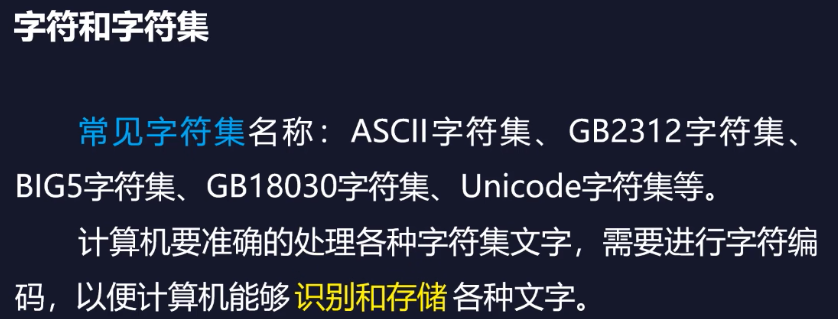 字符和字符集
常见字符集名称：ASCII字符集、GB2312字符集、
BIG5字符集、GB18030字符集、Unicode字符集等。
计算机要准确的处理各种字符集文字，需要进行字符编
码，以便计算机能够识别和存储各种文字。